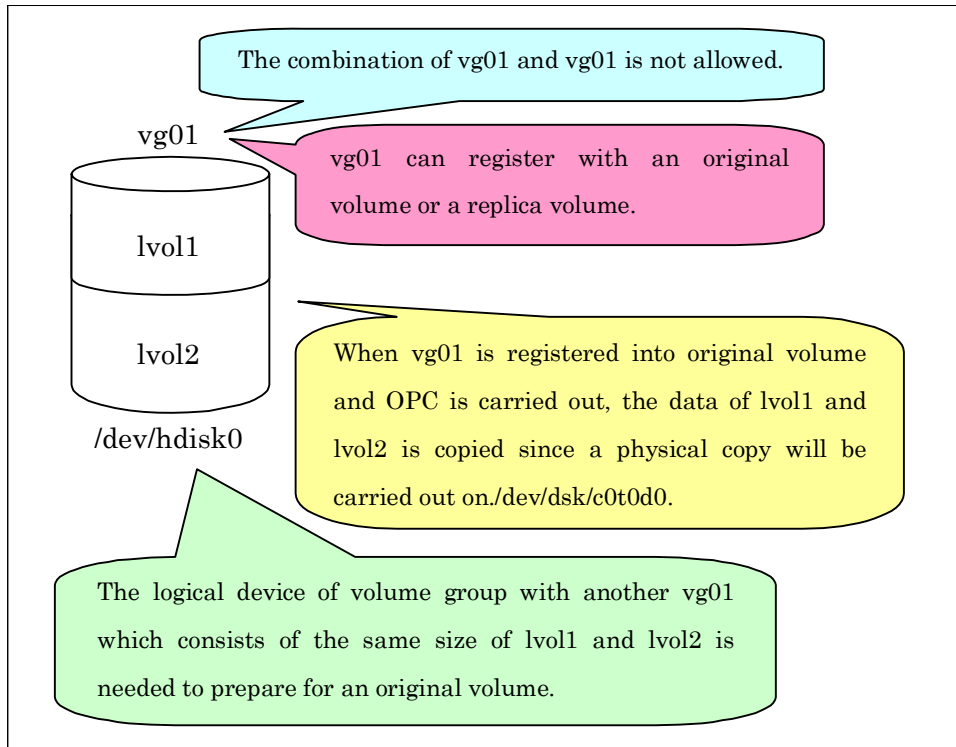 The combination of vg01 and vg01 is not allowed.
vg01
vg01 can register with an original
volume or a replica volume.
lvol1
lvol2
When vg01 is registered into original volume
and OPC is carried out, the data of lvol1 and
lvol2 is copied since a physical copy will be
carried out on./dev/dsk/c0t0d0.
/dev/hdisk0
The logical device of volume group with another vg01
which consists of the same size of lvol1 and lvol2 is
needed to prepare for an original volume.